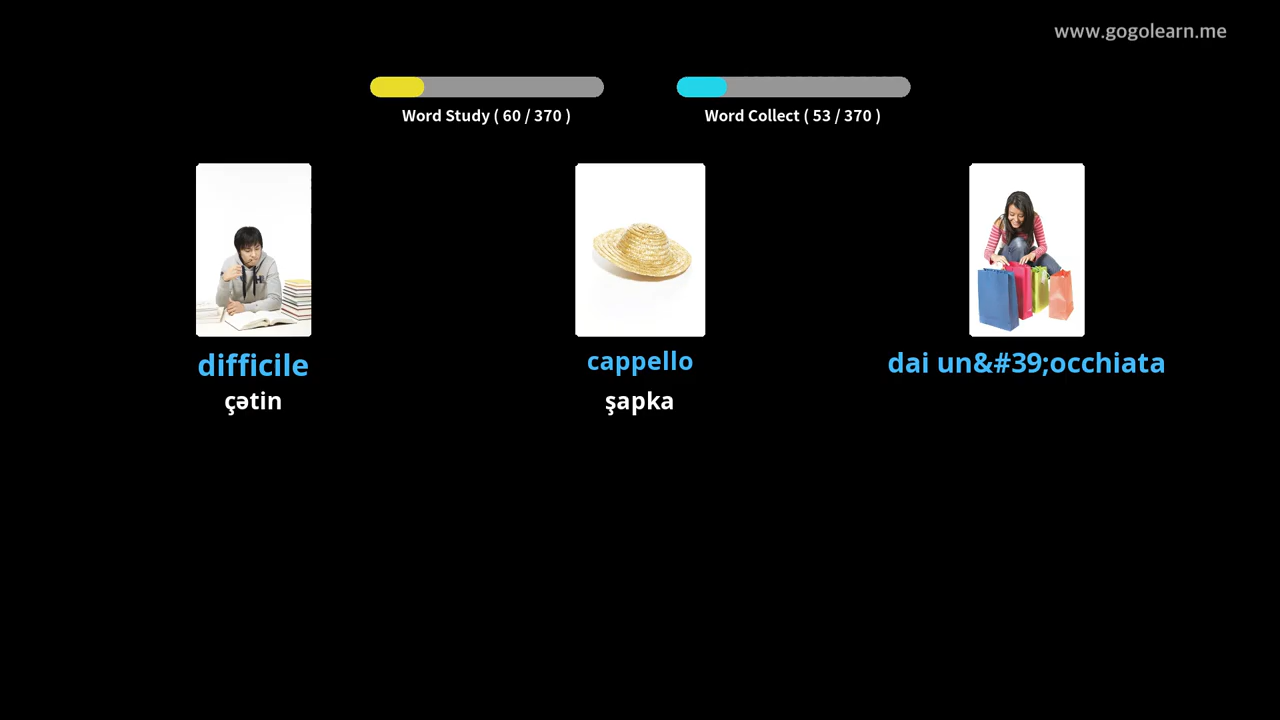 www.gogolearn.me
Word Study ( 60 / 370 )
Word Collect ( 53 / 370 )
difficile
çətin
cappello
şapka
dai un&#39;occhiata